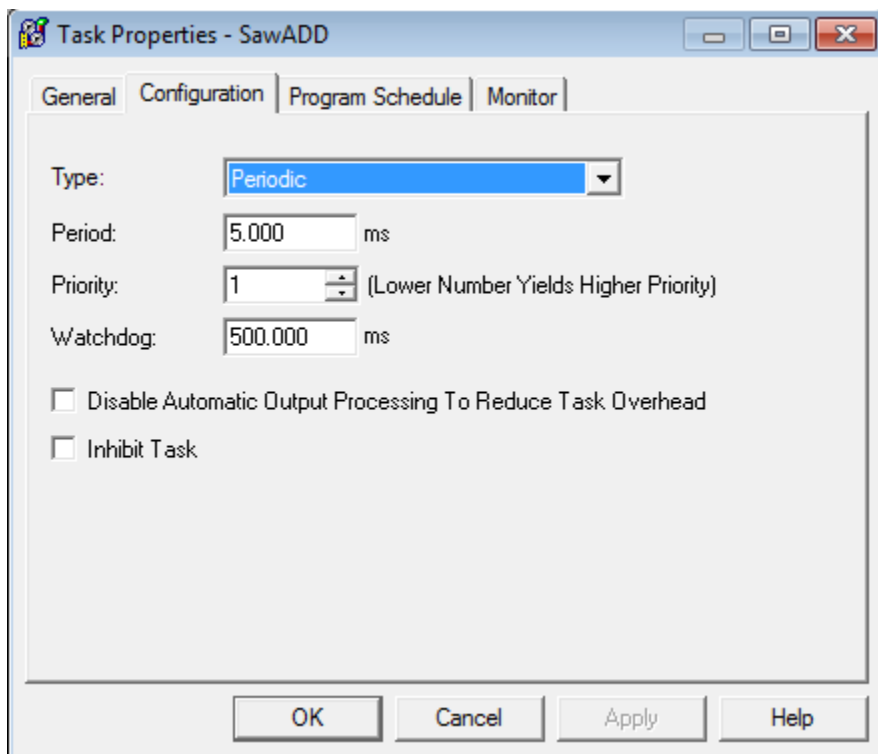 Task Properties - SawADD
General Configuration Program Schedule Monitor
Type: Periodic
Period: 5.000 ms
Priority: 1 (Lower Number Yields Higher Priority)
Watchdog: 500.000 ms
Disable Automatic Output Processing To Reduce Task Overhead
Inhibit Task
OK Cancel Apply Help